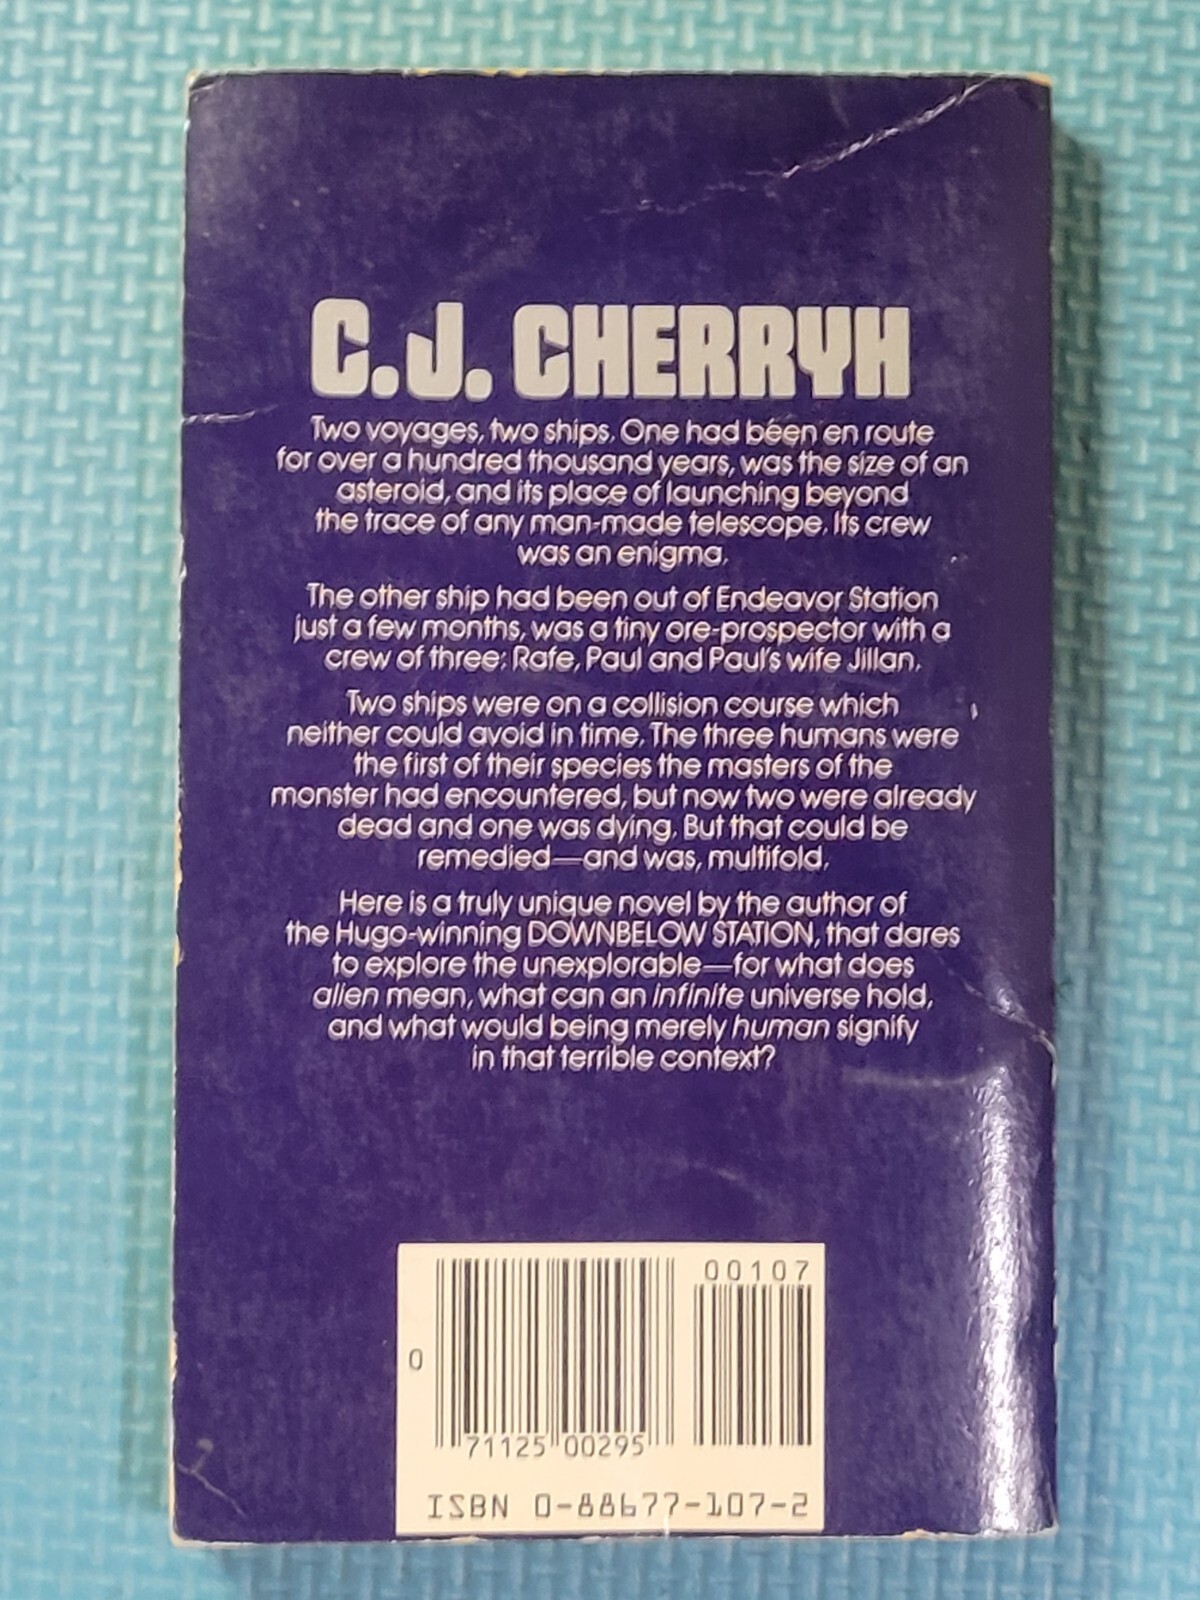 C.J. CHERRYH
Two voyages, two ships. One had been en route
for over a hundred thousand years, was the size of an
asteroid, and its place of launching beyond
the trace of any man-made telescope. Its crew
was an enigma.
The other ship had been out of Endeavor Station
just a few months, was a tiny ore-prospector with a
crew of three: Rafe, Paul and Paul's wife Jillan.
Two ships were on a collision course which
neither could avoid in time. The three humans were
the first of their species the masters of the
monster had encountered, but now two were already
dead and one was dying. But that could be
remedied—and was, multifold.
Here is a truly unique novel by the author of
the Hugo-winning DOWNBELOW STATION, that dares
to explore the unexplorable—for what does
alien mean, what can an infinite universe hold,
and what would being merely human signify
in that terrible context?
00107
0
71125 00295
ISBN 0-88677-107-2